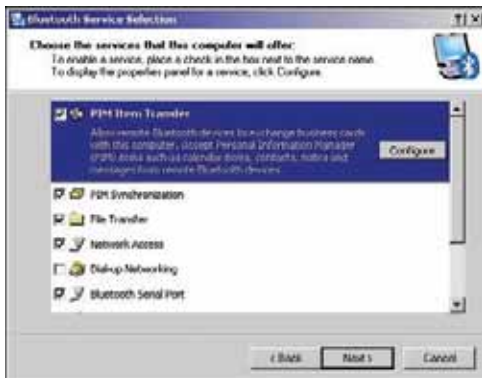 Bluetooth Service Selection
Choose the services that this computer will offer:
To enable a service, place a check in the box next to the service name.
To display the properties panel for a service, click Configure.
PIM Item Transfer
Allow remote Bluetooth devices to exchange business cards
with this computer. Accept Personal Information Manager
(PIM) items such as calendar items, contacts, notes and
messages from remote Bluetooth devices.
Configure
PIM Synchronization
File Transfer
Network Access
Dial-up Networking
Bluetooth Serial Port
< Back
Next >
Cancel